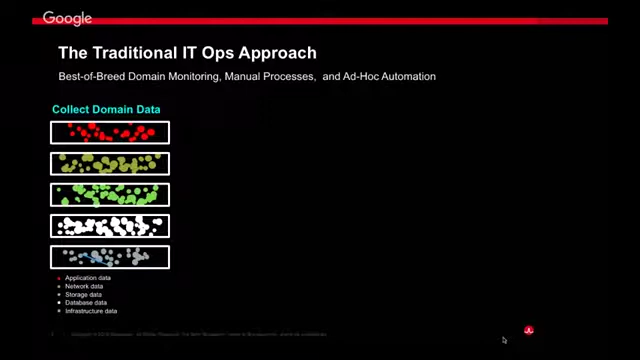 Google
The Traditional IT Ops Approach
Best-of-Breed Domain Monitoring, Manual Processes, and Ad-Hoc Automation
Collect Domain Data
Application data
Network data
Storage data
Database data
Infrastructure data